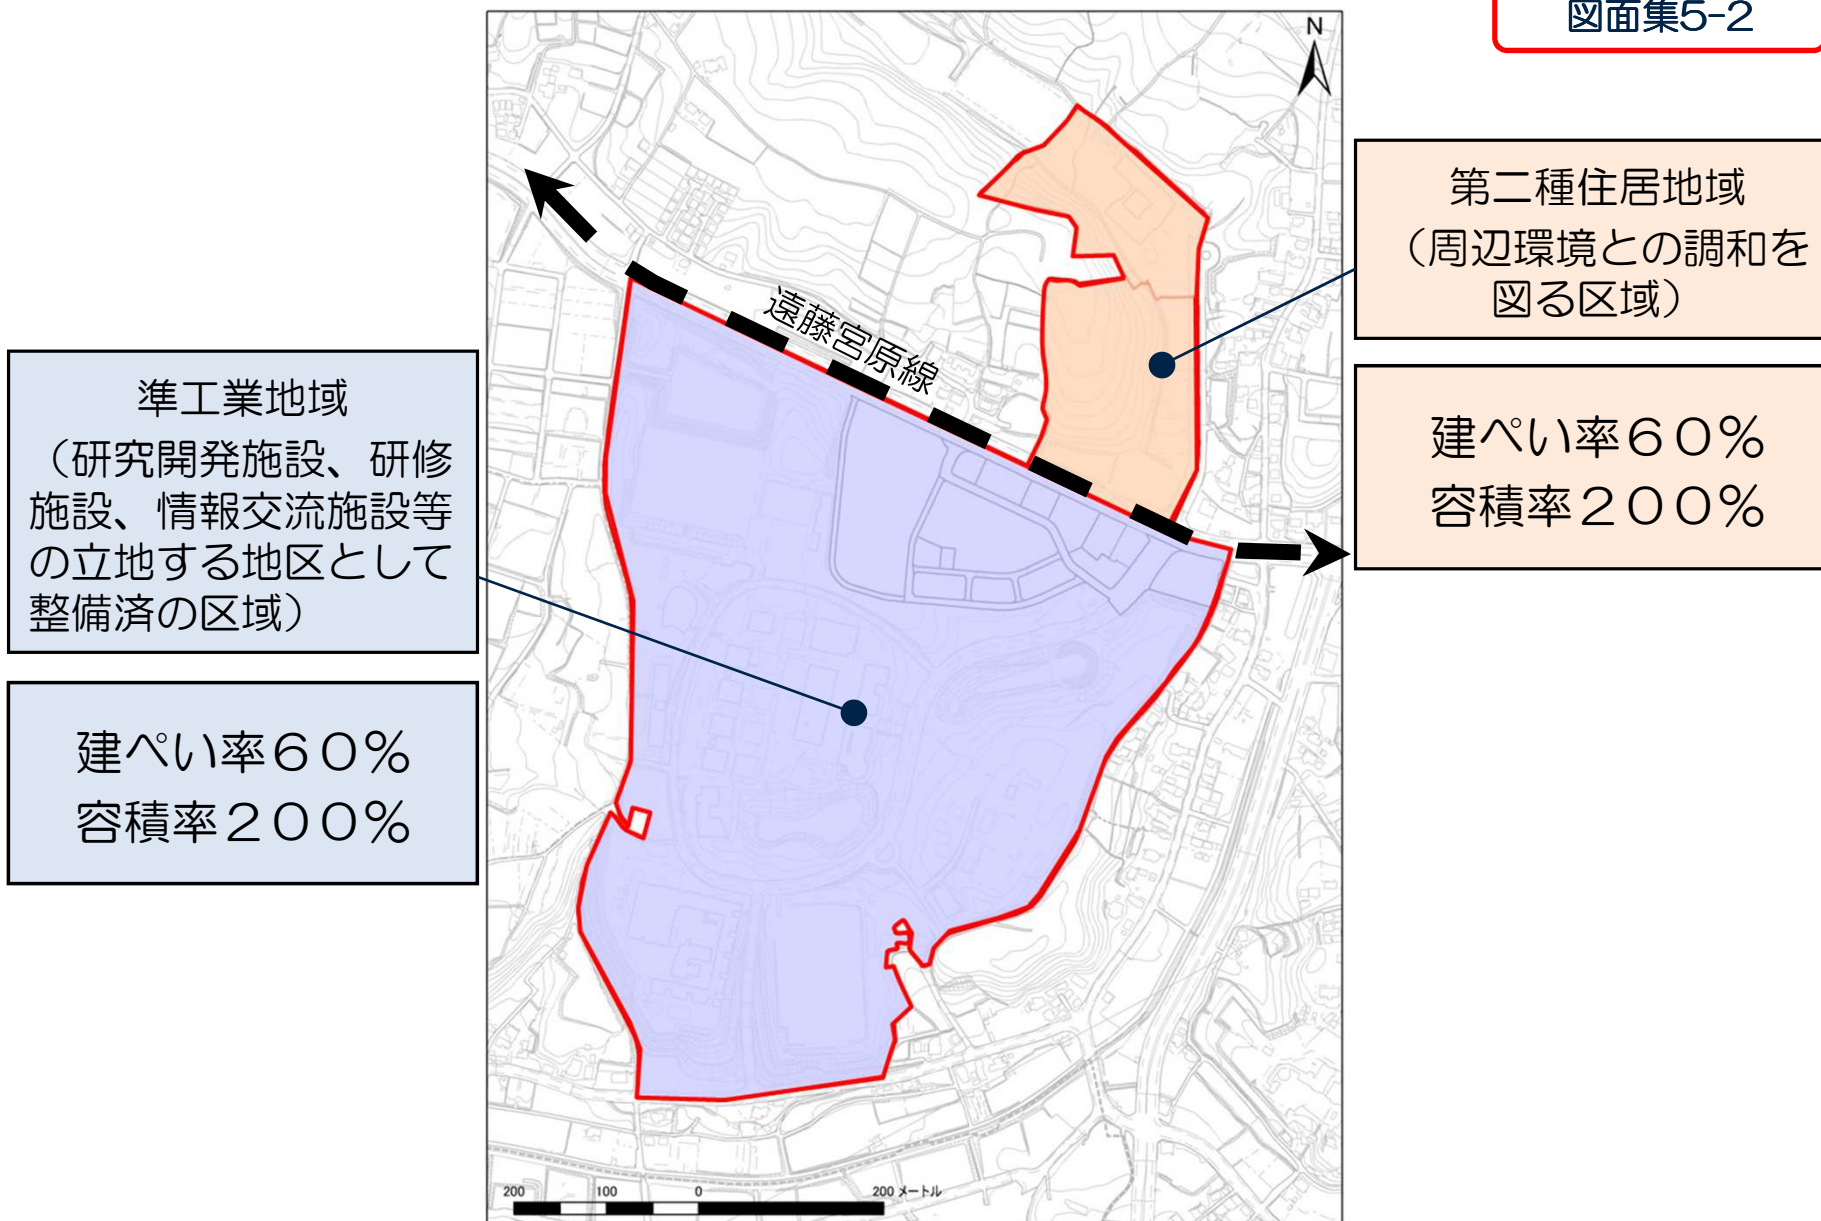 図面集5-2
N
第二種住居地域
（周辺環境との調和を
図る区域）
建ぺい率６０％
容積率２００％
遠藤宮原線
準工業地域
（研究開発施設、研修
施設、情報交流施設等
の立地する地区として
整備済の区域）
建ぺい率６０％
容積率２００％
200 100 0 200 メートル